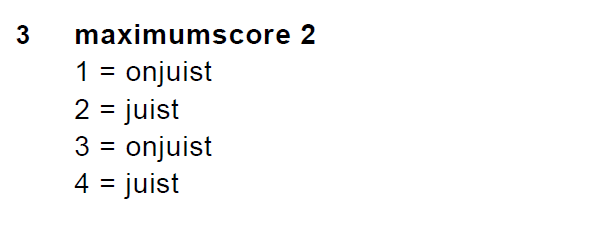 3 maximumscore 2
1 = onjuist
2 = juist
3 = onjuist
4 = juist